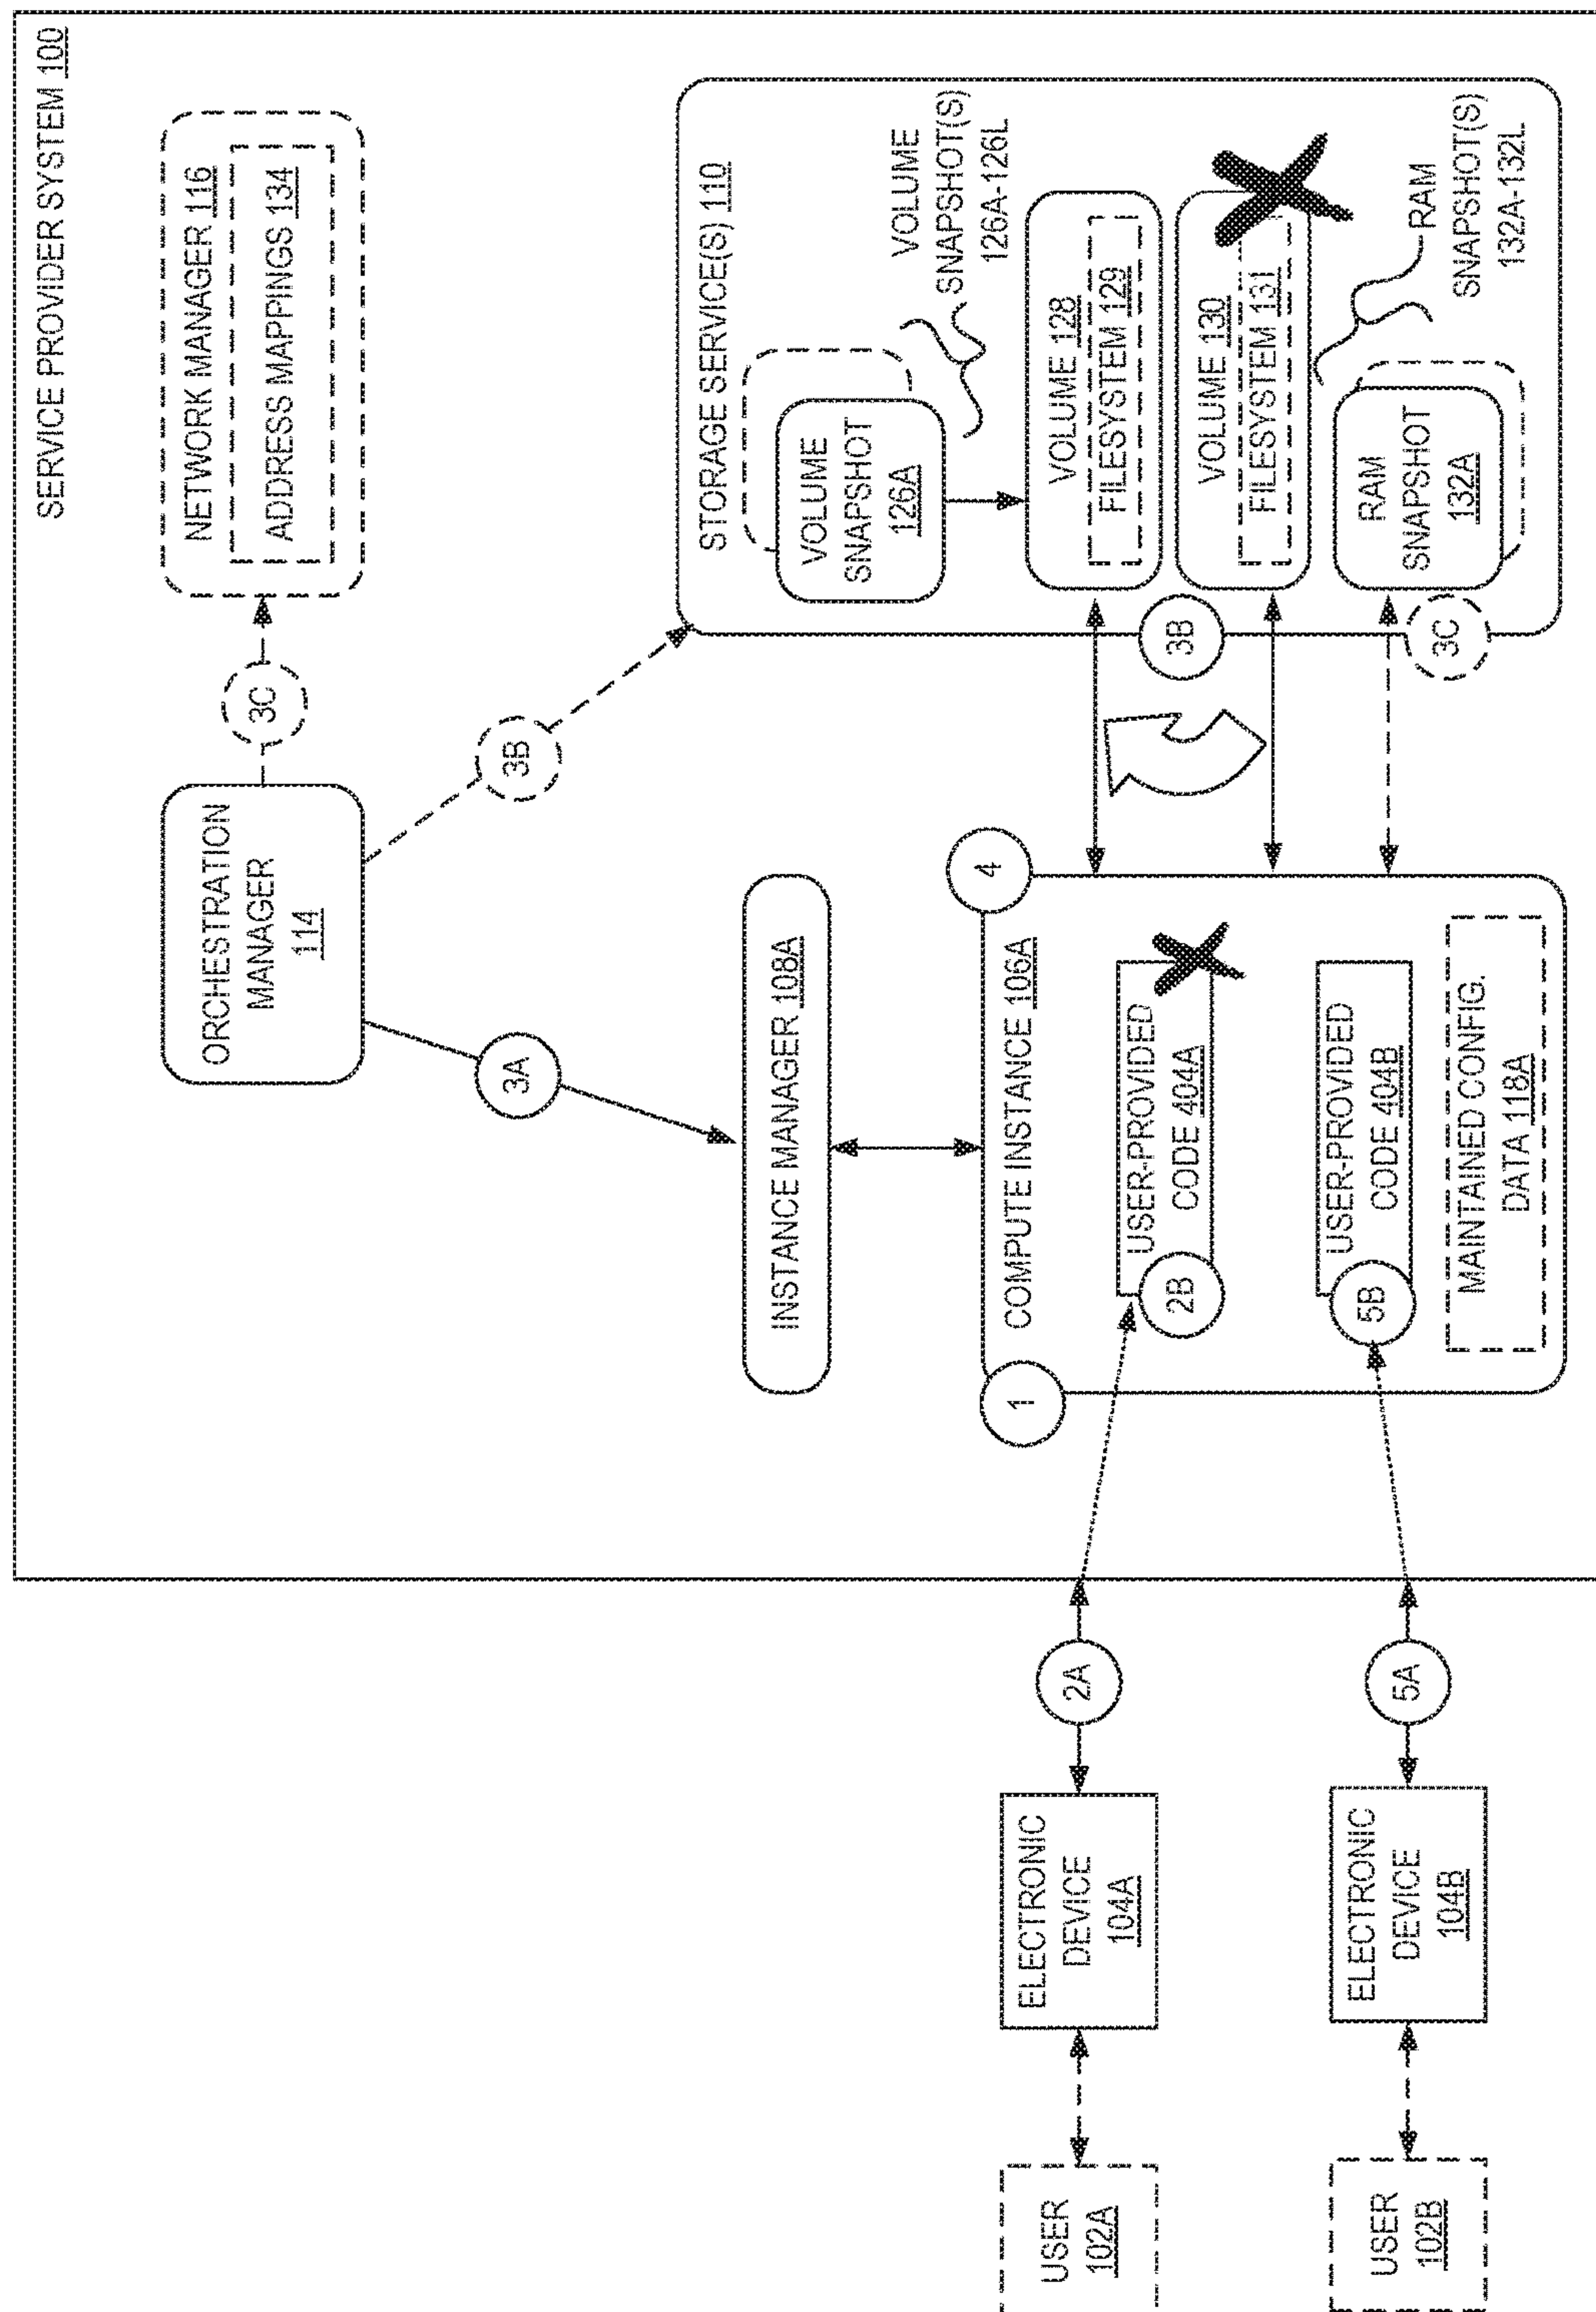 SERVICE PROVIDER SYSTEM 100
NETWORK MANAGER 116
ADDRESS MAPPINGS 134
3C
ORCHESTRATION
MANAGER
114
3A
3B
INSTANCE MANAGER 108A
STORAGE SERVICE(S) 110
VOLUME
SNAPSHOT
126A
VOLUME
SNAPSHOT(S)
126A-126L
VOLUME 128
FILESYSTEM 129
VOLUME 130
FILESYSTEM 131
RAM
SNAPSHOT
132A
RAM
SNAPSHOT(S)
132A-132L
3B
3C
4
1
COMPUTE INSTANCE 106A
USER-PROVIDED
CODE 404A
2B
USER-PROVIDED
CODE 404B
5B
MAINTAINED CONFIG.
DATA 118A
2A
5A
ELECTRONIC
DEVICE
104A
ELECTRONIC
DEVICE
104B
USER
102A
USER
102B